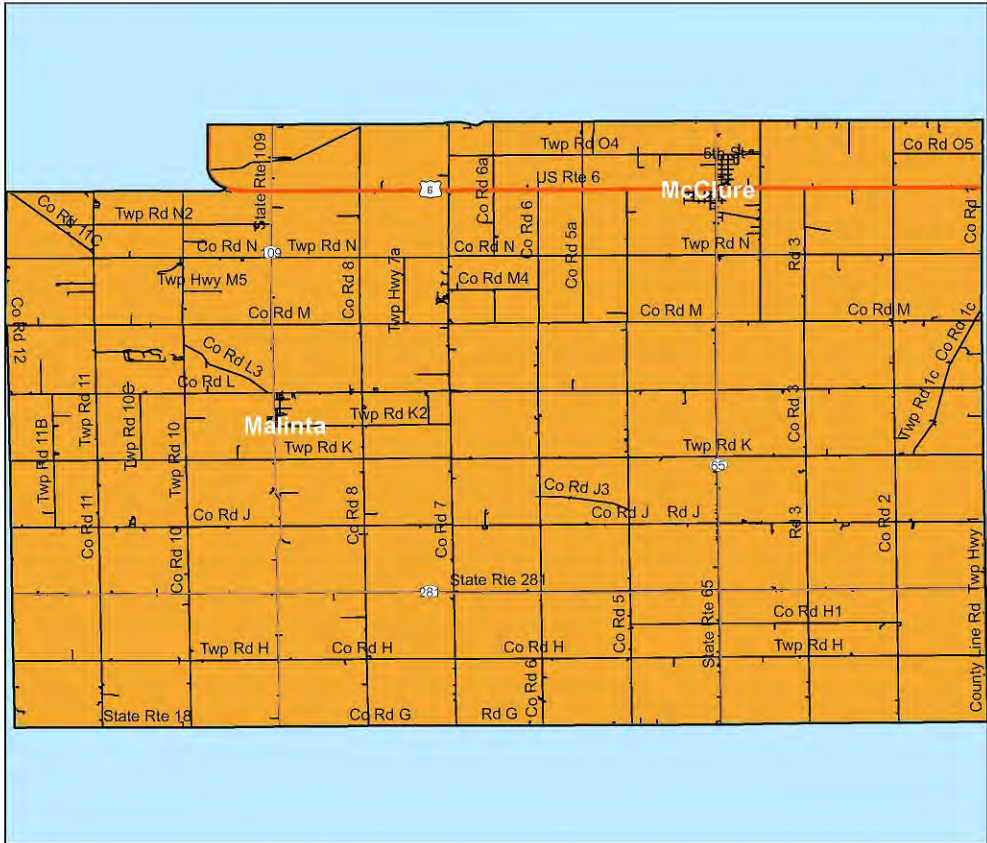 State Rte 109
Twp Rd O4
5th St
Co Rd O5
Co Rd 6a
US Rte 6
6
McClure
Co Rd 1
Co Rd 11C
Twp Rd N2
Co Rd 6
Co Rd 5a
Co Rd N
Twp Rd N
Co Rd N
Twp Rd N
Rd 3
109
Co Rd 8
Twp Hwy 7a
Twp Hwy M5
Co Rd M4
Co Rd 12
Co Rd M
Co Rd M
Co Rd M
Co Rd 1c
Co Rd L3
Co Rd L
Twp Rd 11
Twp Rd 10C
Co Rd 3
Twp Rd 1c
Twp Rd K2
Malinta
Twp Rd 11B
Twp Rd 10
Twp Rd K
Twp Rd K
65
Co Rd J3
Co Rd 11
Co Rd J
Co Rd 8
Co Rd 7
Co Rd J
Rd J
Rd 3
Co Rd 2
Co Rd 10
State Rte 281
281
Twp Hwy 1
Co Rd 5
State Rte 65
Co Rd H1
Twp Rd H
Co Rd H
Co Rd H
Twp Rd H
County Line Rd
Co Rd 6
State Rte 18
Co Rd G
Rd G